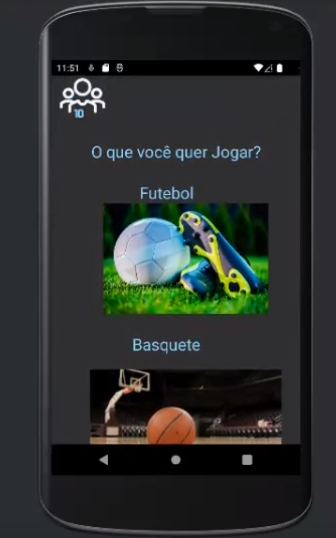 11:51
10
O que você quer Jogar?
Futebol
Basquete